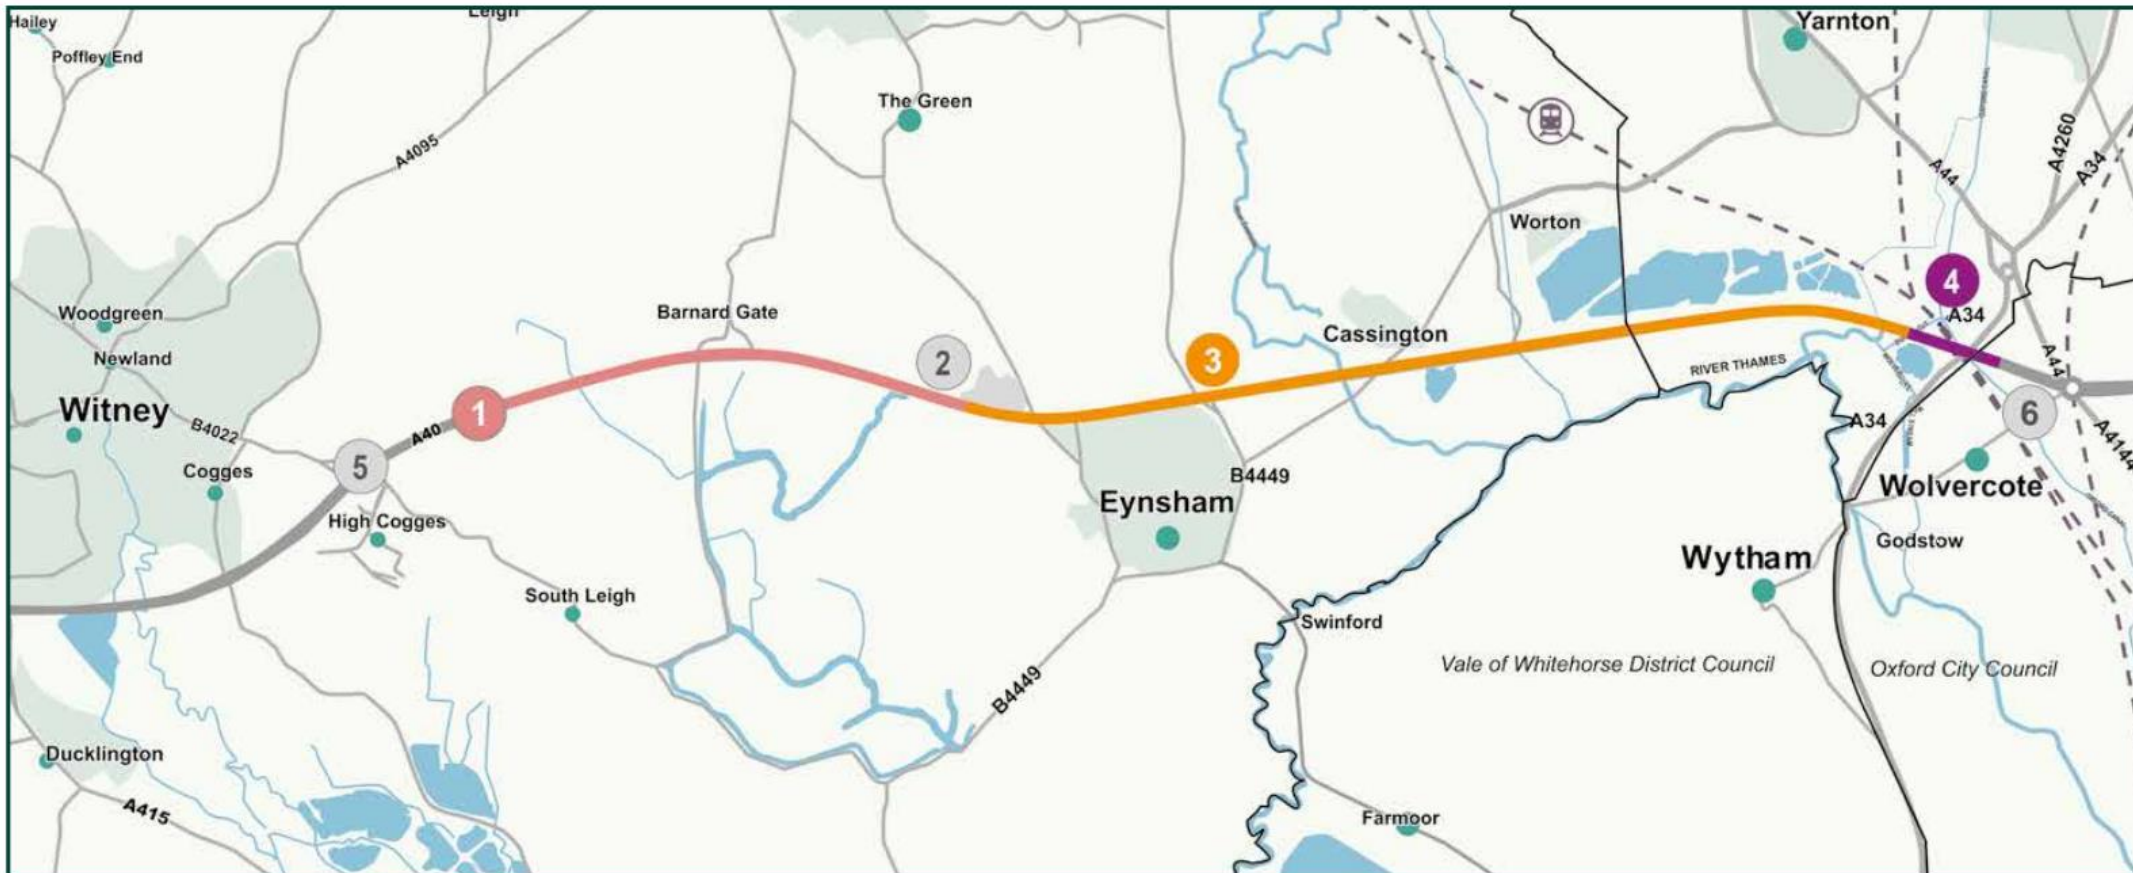 Hailey
Leigh
Yarnton
Poffley End
The Green
A4095
A4260
A34
A44
Worton
4
Woodgreen
Barnard Gate
A34
Newland
2
3
Cassington
A44
RIVER THAMES
Witney
1
6
B4022
A40
A34
A4144
5
Cogges
B4449
Wolvercote
High Cogges
Eynsham
Godstow
Wytham
South Leigh
Swinford
Vale of Whitehorse District Council
Oxford City Council
B4449
Ducklington
A415
Farmoor